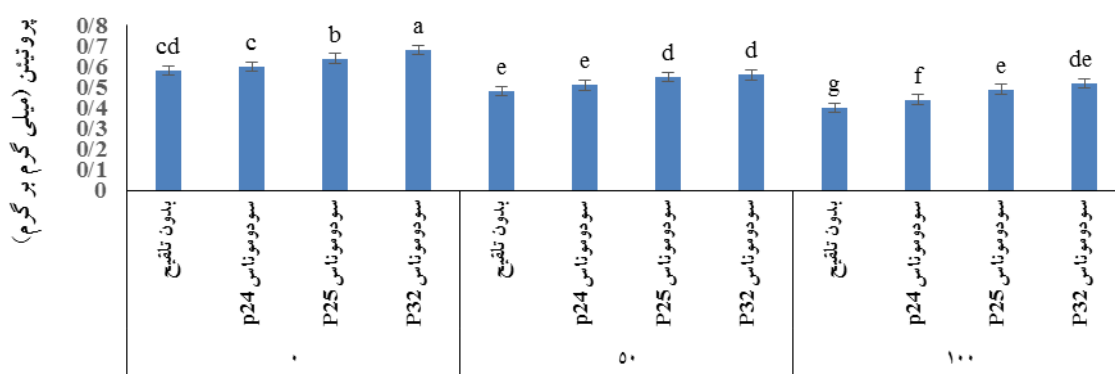 پروتیئن (میلی گرم بر گرم)
0/8
0/7
0/6
0/5
0/4
0/3
0/2
0/1
0
cd
c
b
a
e
e
d
d
g
f
e
de
بدون تلقیح
سودوموناس p24
سودوموناس P25
سودوموناس P32
بدون تلقیح
سودوموناس p24
سودوموناس P25
سودوموناس P32
بدون تلقیح
سودوموناس p24
سودوموناس P25
سودوموناس P32
۰
۵۰
۱۰۰